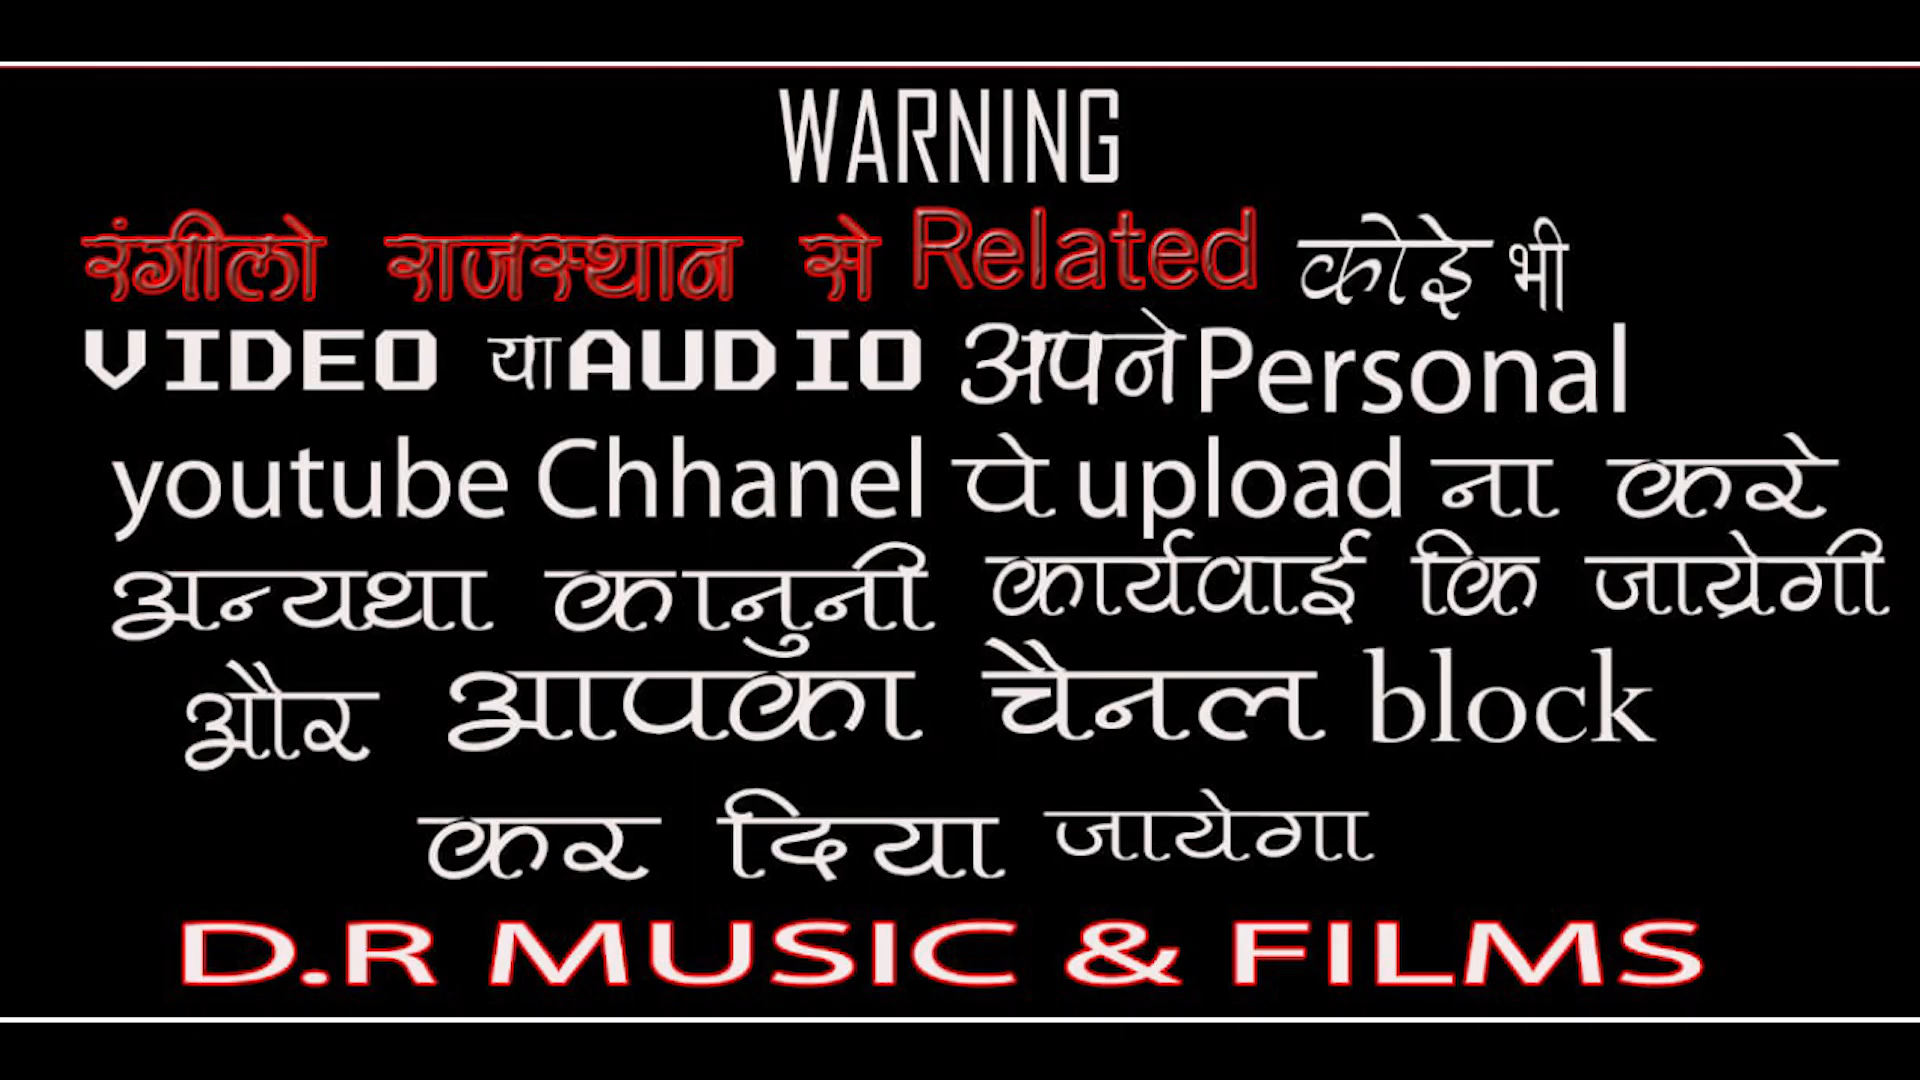 WARNING
रंगीलो राजस्थान से Related कोई भी
VIDEO या AUDIO अपने Personal
youtube Chhanel पे upload ना करे
अन्यथा कानुनी कार्यवाई कि जाय्रेगी
और आपका चैनल block
कर दिया जायेगा
D.R MUSIC & FILMS